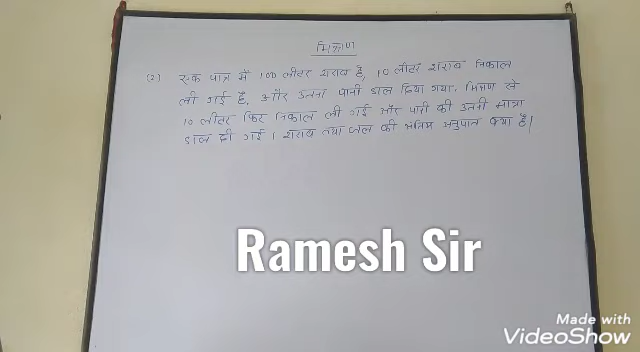 मिश्रण
(2) एक पात्र में 100 लीटर शराब है, 10 लीटर शराब निकाल
ली गई है, और उतना पानी डाल दिया गया, मिश्रण से
10 लीटर फिर निकाल ली गई और पानी की उतनी मात्रा
डाल दी गई। शराब तथा जल की अंतिम अनुपात क्या है।
Ramesh Sir
Made with
VideoShow